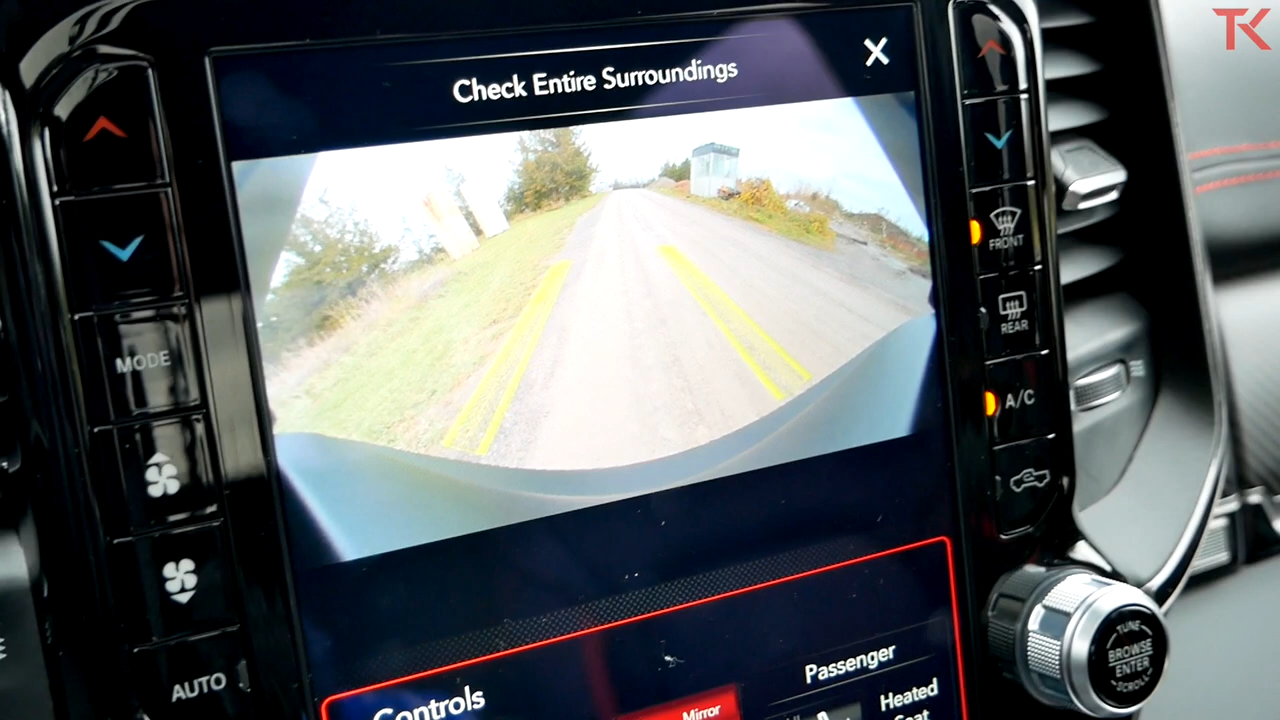 TK
Check Entire Surroundings
X
FRONT
MODE
REAR
A/C
AUTO
Controls
Mirror
Passenger
Heated
Seat
TUNE
BROWSE
ENTER
SCROLL